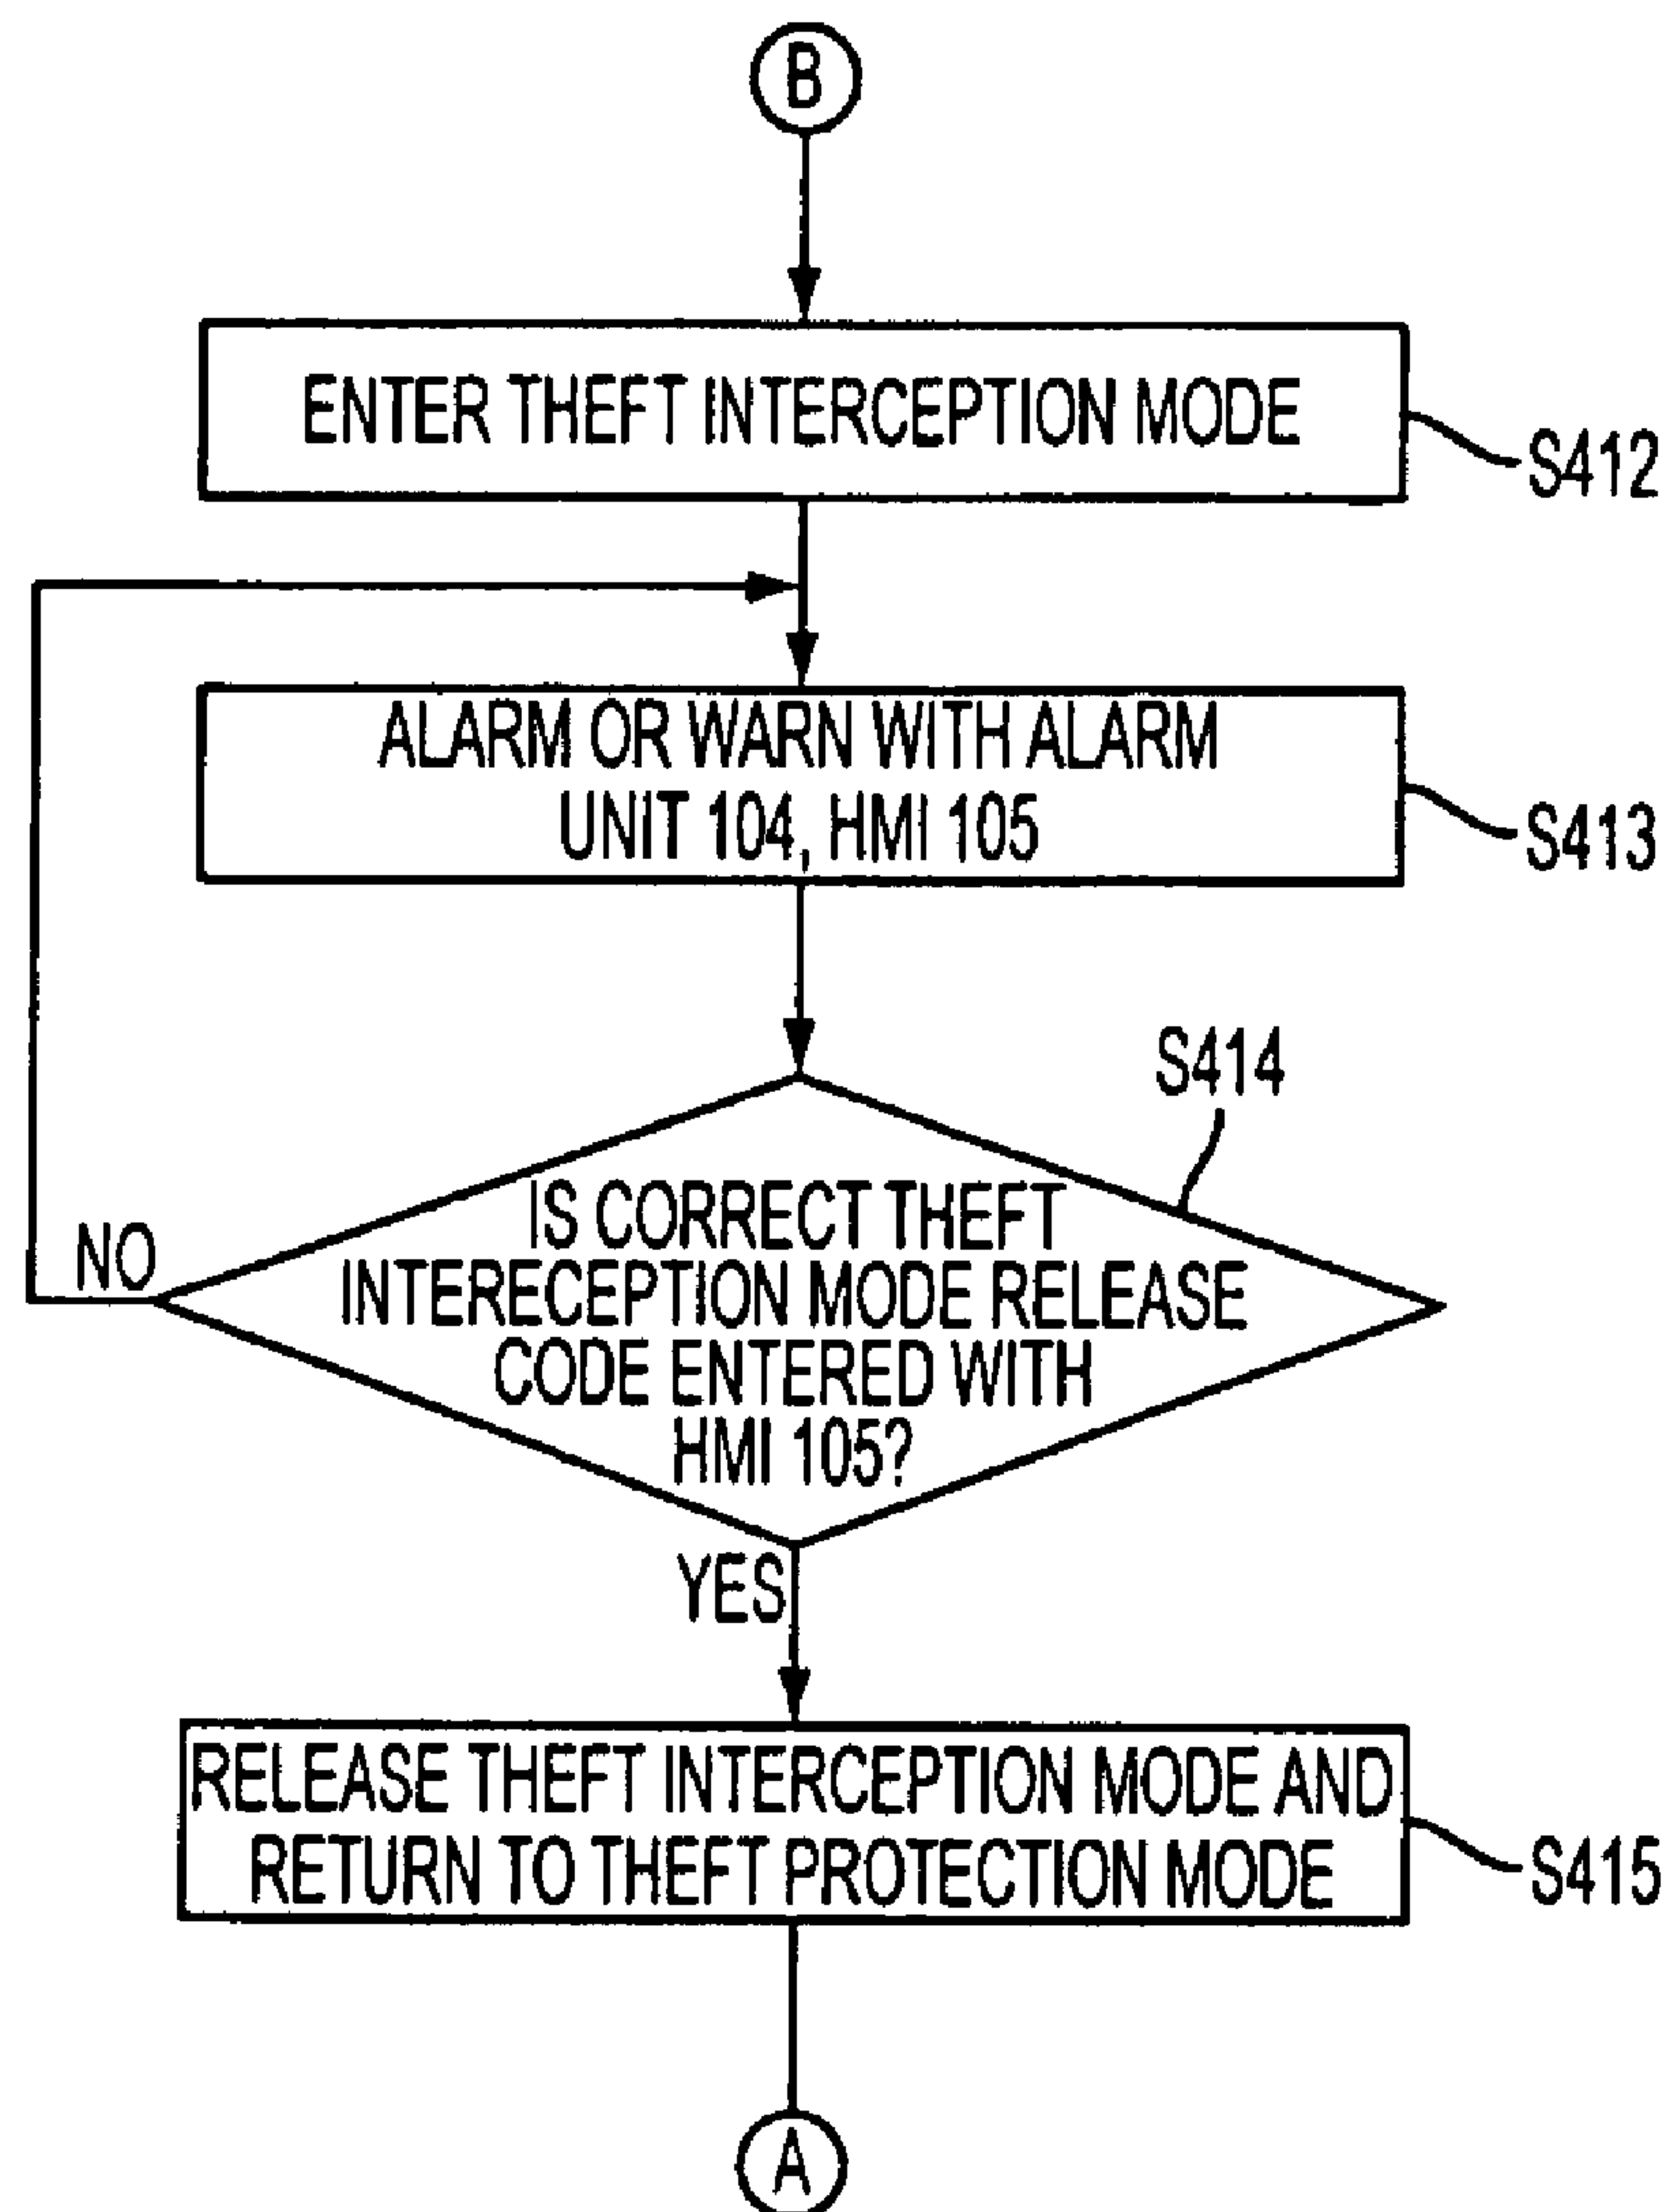 B
ENTER THEFT INTERCEPTION MODE
S412
ALARM OR WARN WITH ALARM
UNIT 104, HMI 105
S413
S414
IS CORRECT THEFT
INTERECEPTION MODE RELEASE
CODE ENTERED WITH
HMI 105?
NO
YES
RELEASE THEFT INTERCEPTION MODE AND
RETURN TO THEFT PROTECTION MODE
S415
A